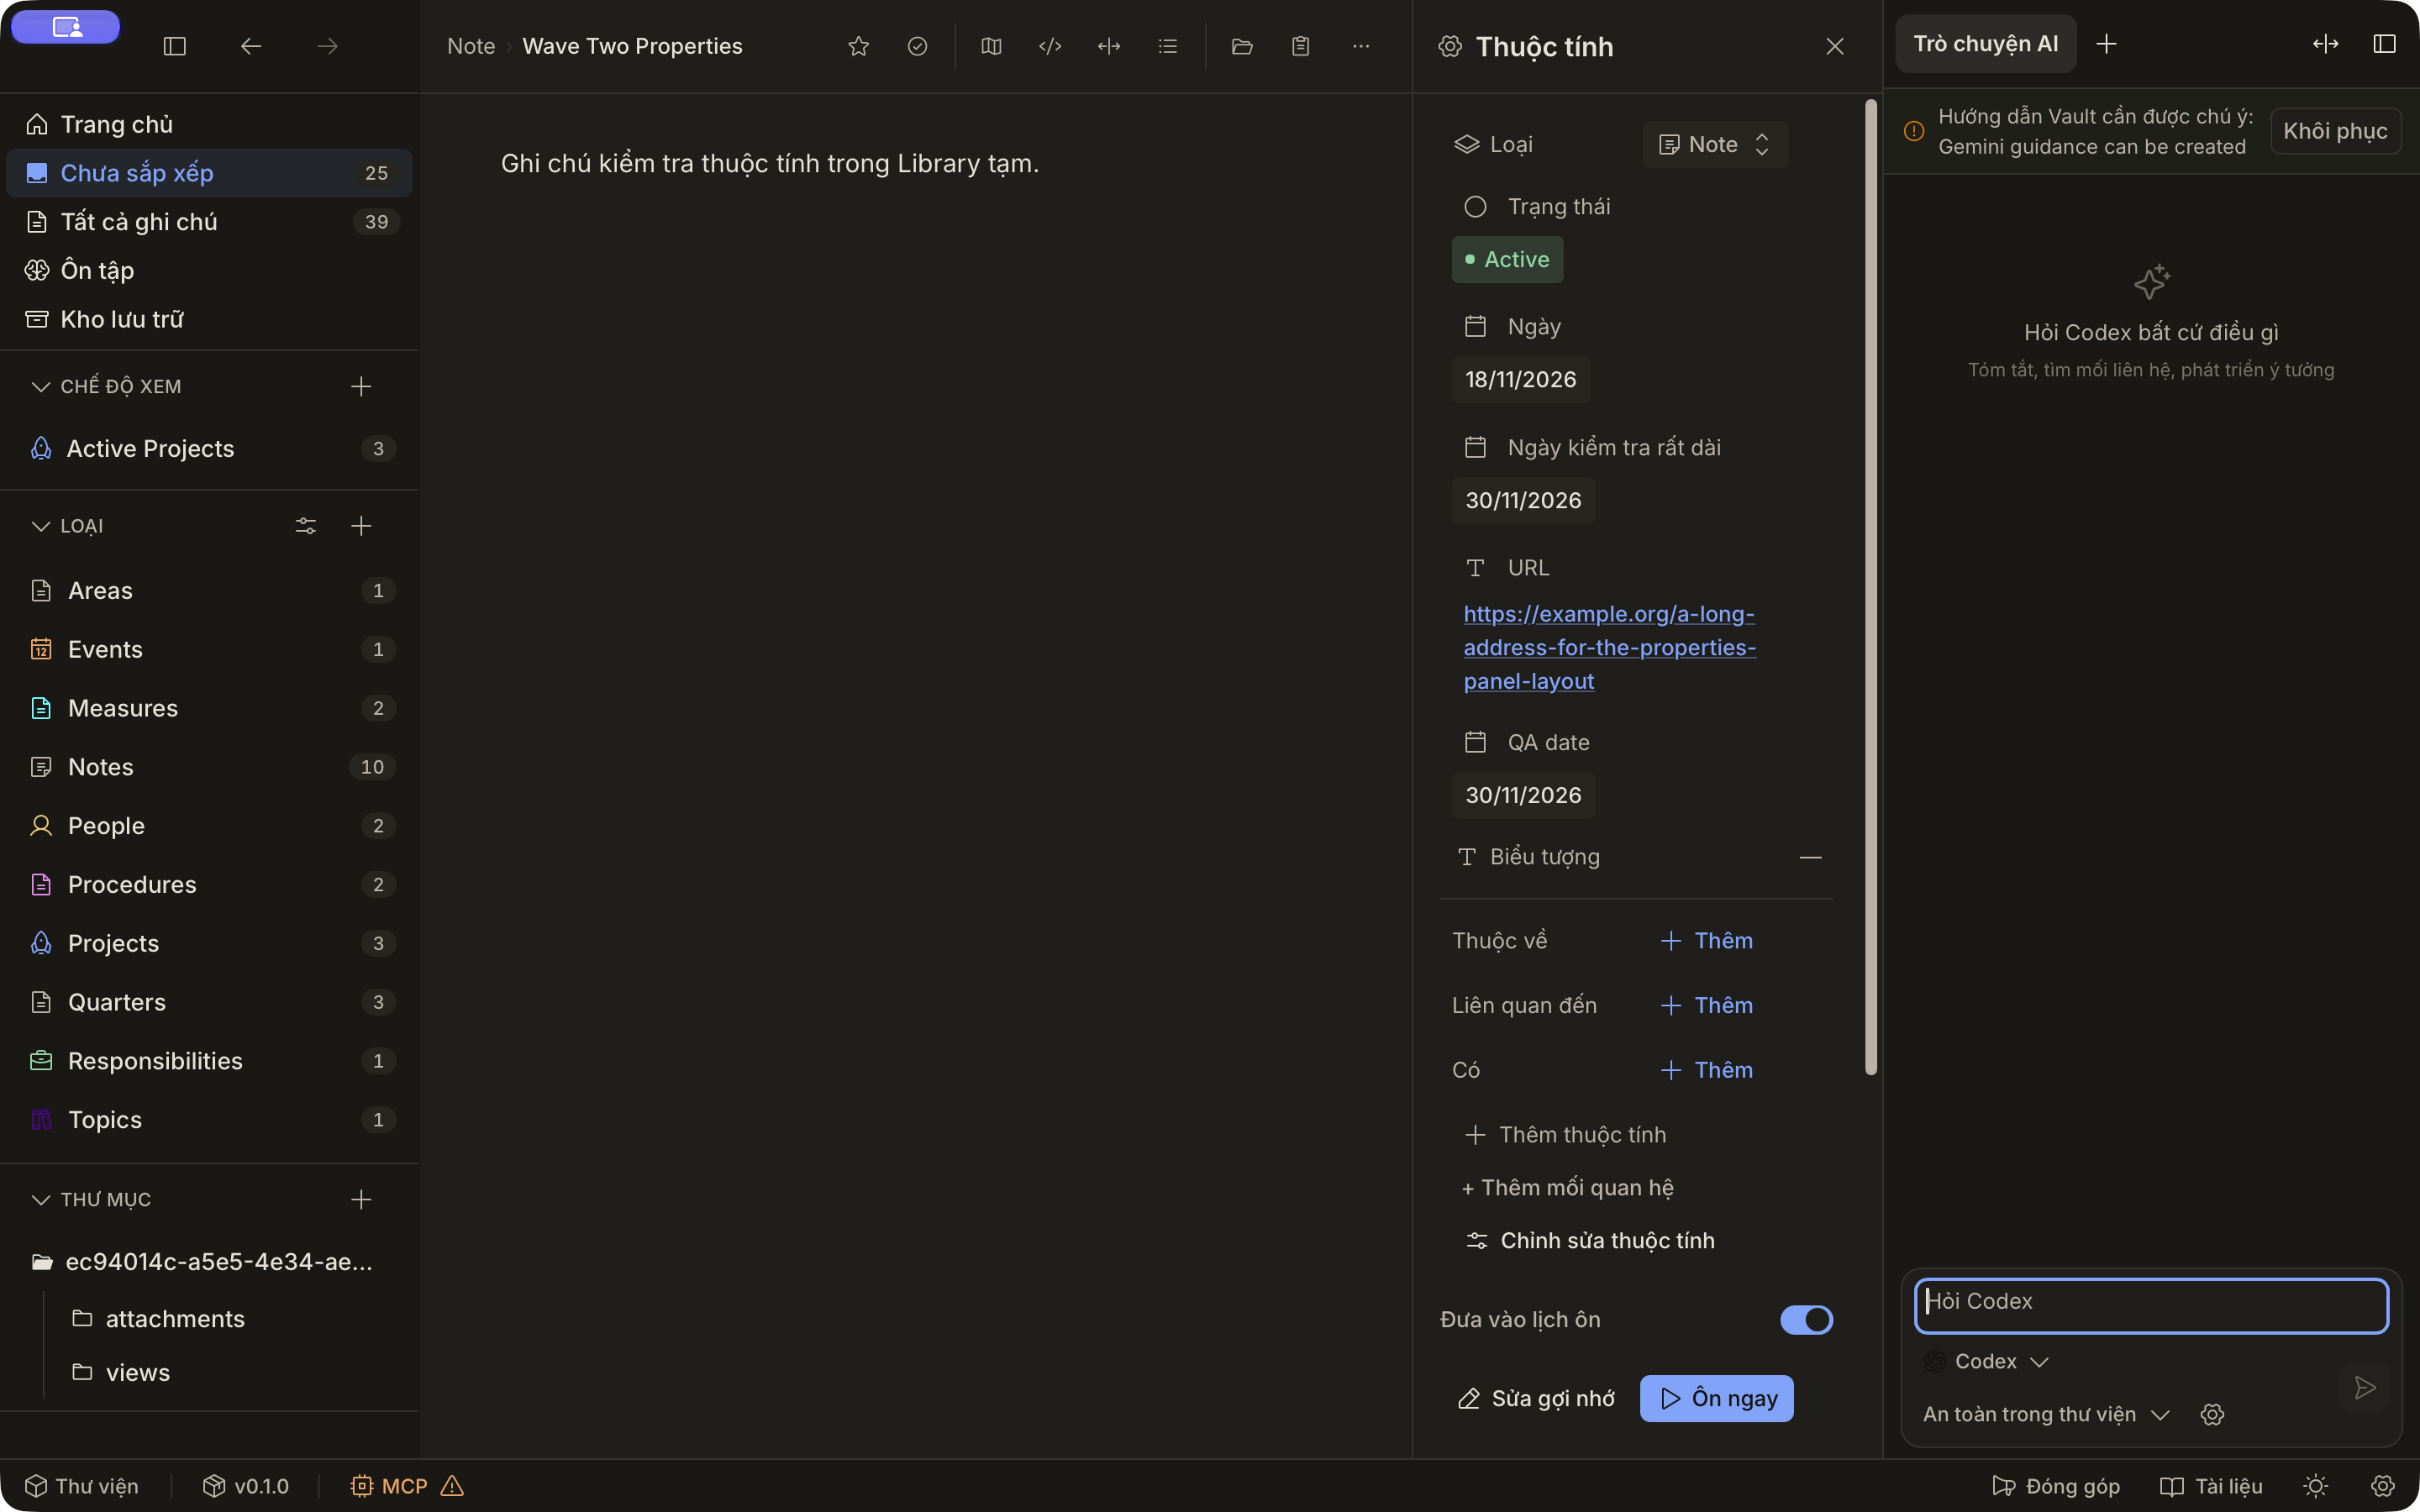 Note › Wave Two Properties
Thuộc tính
Trò chuyện AI
Trang chủ
Chưa sắp xếp 25
Tất cả ghi chú 39
Ôn tập
Kho lưu trữ
CHẾ ĐỘ XEM
Active Projects 3
LOẠI
Areas 1
12
Events 1
Measures 2
Notes 10
People 2
Procedures 2
Projects 3
Quarters 3
Responsibilities 1
Topics 1
THƯ MỤC
ec94014c-a5e5-4e34-ae...
attachments
views
Ghi chú kiểm tra thuộc tính trong Library tạm.
Loại Note
Trạng thái
Active
Ngày
18/11/2026
Ngày kiểm tra rất dài
30/11/2026
URL
https://example.org/a-long-
address-for-the-properties-
panel-layout
QA date
30/11/2026
Biểu tượng —
Thuộc về + Thêm
Liên quan đến + Thêm
Có + Thêm
+ Thêm thuộc tính
+ Thêm mối quan hệ
Chỉnh sửa thuộc tính
Đưa vào lịch ôn
Sửa gợi nhớ Ôn ngay
Hướng dẫn Vault cần được chú ý:
Gemini guidance can be created
Khôi phục
Hỏi Codex bất cứ điều gì
Tóm tắt, tìm mối liên hệ, phát triển ý tưởng
Hỏi Codex
Codex
An toàn trong thư viện
Thư viện v0.1.0 MCP Đóng góp Tài liệu